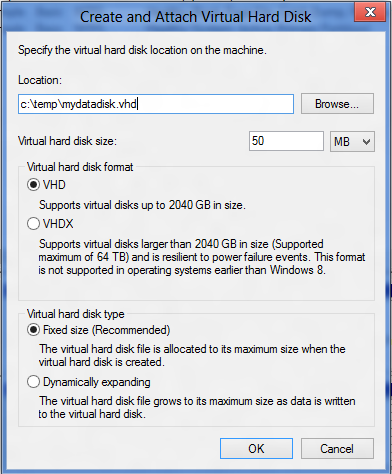 Create and Attach Virtual Hard Disk
x
Specify the virtual hard disk location on the machine.
Location:
c:\temp\mydatadisk.vhd
Browse...
Virtual hard disk size:
50
MB
Virtual hard disk format
VHD
Supports virtual disks up to 2040 GB in size.
VHDX
Supports virtual disks larger than 2040 GB in size (Supported
maximum of 64 TB) and is resilient to power failure events. This format
is not supported in operating systems earlier than Windows 8.
Virtual hard disk type
Fixed size (Recommended)
The virtual hard disk file is allocated to its maximum size when the
virtual hard disk is created.
Dynamically expanding
The virtual hard disk file grows to its maximum size as data is written
to the virtual hard disk.
OK
Cancel